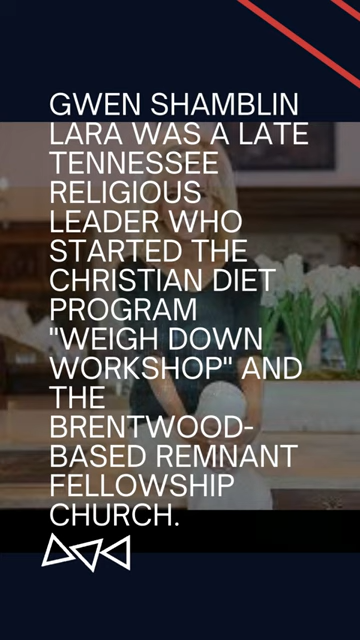 GWEN SHAMBLIN
LARA WAS A LATE
TENNESSEE
RELIGIOUS
LEADER WHO
STARTED THE
CHRISTIAN DIET
PROGRAM
"WEIGH DOWN
WORKSHOP" AND
THE
BRENTWOOD-
BASED REMNANT
FELLOWSHIP
CHURCH.